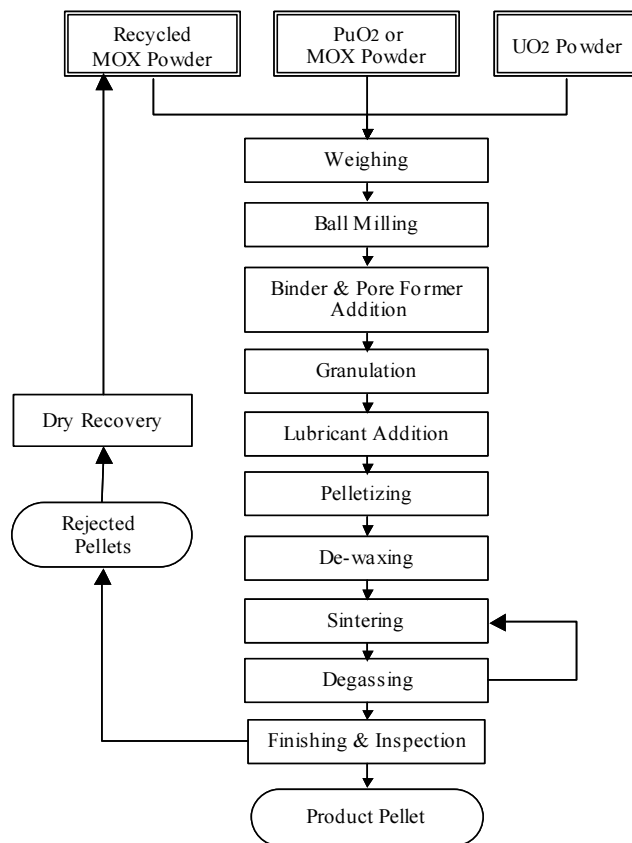 Recycled
MOX Powder
PuO2 or
MOX Powder
UO2 Powder
Weighing
Ball Milling
Binder & Pore Former
Addition
Granulation
Dry Recovery
Lubricant Addition
Pelletizing
Rejected
Pellets
De-waxing
Sintering
Degassing
Finishing & Inspection
Product Pellet